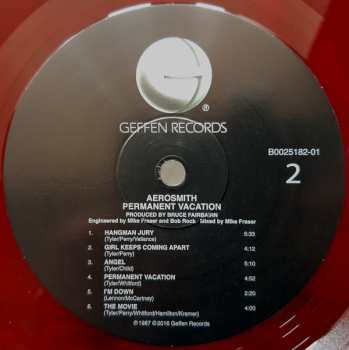 ®
GEFFEN RECORDS
B0025182-01
2
AEROSMITH
PERMANENT VACATION
PRODUCED BY BRUCE FAIRBAIRN
Engineered by Mike Fraser and Bob Rock Mixed by Mike Fraser
1. HANGMAN JURY 5:33
(Tyler/Perry/Vallance)
2. GIRL KEEPS COMING APART 4:12
(Tyler/Perry)
3. ANGEL 5:10
(Tyler/Child)
4. PERMANENT VACATION 4:52
(Tyler/Whitford)
5. I'M DOWN 2:20
(Lennon/McCartney)
6. THE MOVIE 4:00
(Tyler/Perry/Whitford/Hamilton/Kramer)
℗ 1987 © 2016 Geffen Records